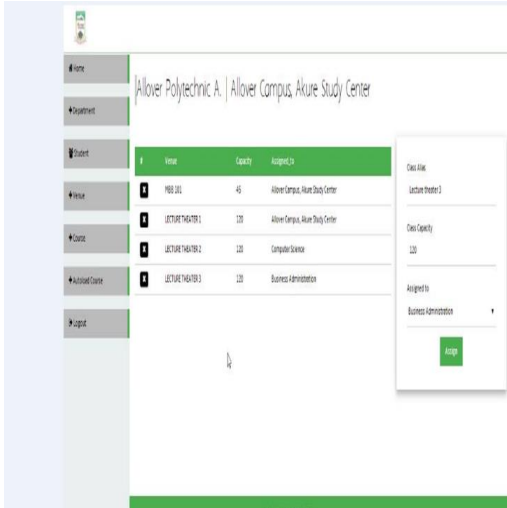 Home
Department
Student
Venue
Course
Autoload Course
Logout
Allover Polytechnic A. | Allover Campus, Akure Study Center
# Venue Capacity Assigned_to
MBB 101 45 Allover Campus, Akure Study Center
LECTURE THEATER 1 120 Allover Campus, Akure Study Center
LECTURE THEATER 2 120 Computer Science
LECTURE THEATER 3 120 Business Administration
Class Alias
Lecture theater 3
Class Capacity
120
Assigned to
Business Administration
Assign